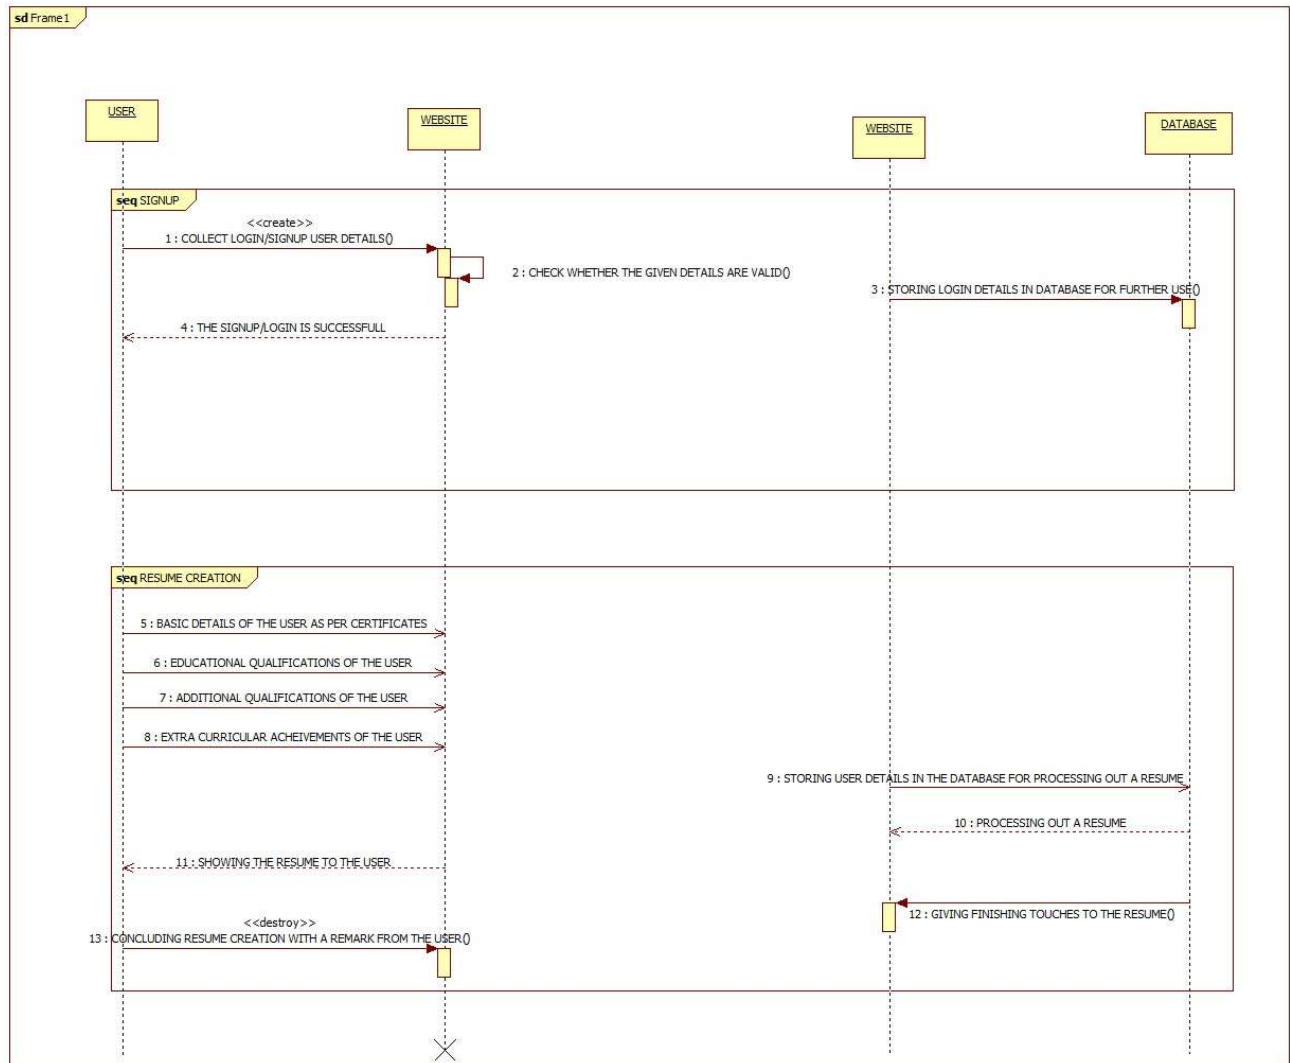 sd Frame1
USER
WEBSITE
WEBSITE
DATABASE
seq SIGNUP
<<create>>
1 : COLLECT LOGIN/SIGNUP USER DETAILS()
2 : CHECK WHETHER THE GIVEN DETAILS ARE VALID()
3 : STORING LOGIN DETAILS IN DATABASE FOR FURTHER USE()
4 : THE SIGNUP/LOGIN IS SUCCESSFULL
seq RESUME CREATION
5 : BASIC DETAILS OF THE USER AS PER CERTIFICATES
6 : EDUCATIONAL QUALIFICATIONS OF THE USER
7 : ADDITIONAL QUALIFICATIONS OF THE USER
8 : EXTRA CURRICULAR ACHEIVEMENTS OF THE USER
9 : STORING USER DETAILS IN THE DATABASE FOR PROCESSING OUT A RESUME
10 : PROCESSING OUT A RESUME
11 : SHOWING THE RESUME TO THE USER
12 : GIVING FINISHING TOUCHES TO THE RESUME()
<<destroy>>
13 : CONCLUDING RESUME CREATION WITH A REMARK FROM THE USER()